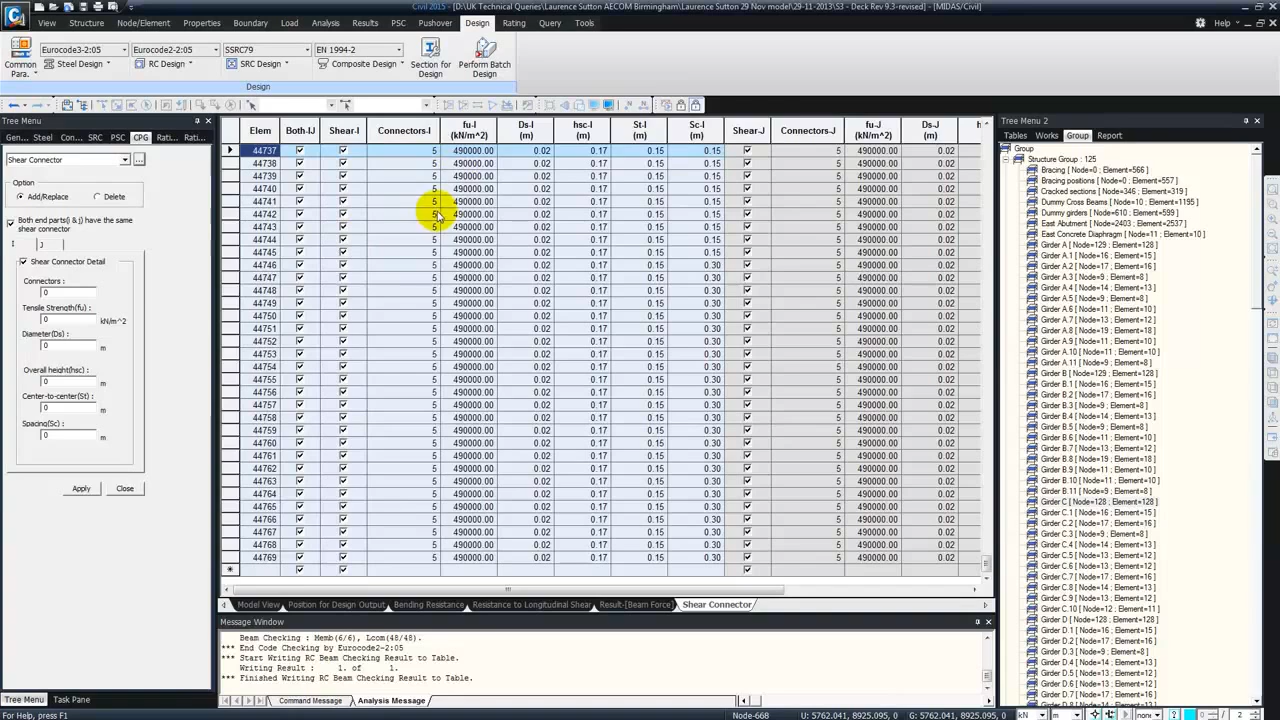 Civil 2015 - [D:\UK Technical Queries\Laurence Sutton AECOM Birmingham\Laurence Sutton 29 Nov model\29-11-2013\S3 - Deck Rev 9.3-revised] - [MIDAS/Civil]
View Structure Node/Element Properties Boundary Load Analysis Results PSC Pushover Design Rating Query Tools Help
Eurocode3-2:05 Eurocode2-2:05 SSRC79 EN 1994-2
Common Para. Steel Design RC Design SRC Design Composite Design Section for Design Perform Batch Design
Design
Tree Menu
Gen... Steel Con... SRC PSC CPG Rati... Rati...
Shear Connector
Option
Add/Replace Delete
Both end parts(i & j) have the same
shear connector
J
Shear Connector Detail
Connectors :
0
Tensile Strength(fu) :
0 kN/m^2
Diameter(Ds) :
0 m
Overall height(hsc) :
0 m
Center-to-center(St) :
0 m
Spacing(Sc) :
0 m
Apply Close
Elem Both-IJ Shear-I Connectors-I fu-I (kN/m^2) Ds-I (m) hsc-I (m) St-I (m) Sc-I (m) Shear-J Connectors-J fu-J (kN/m^2) Ds-J (m) h
44737 5 490000.00 0.02 0.17 0.15 0.15 5 490000.00 0.02
44738 5 490000.00 0.02 0.17 0.15 0.15 5 490000.00 0.02
44739 5 490000.00 0.02 0.17 0.15 0.15 5 490000.00 0.02
44740 5 490000.00 0.02 0.17 0.15 0.15 5 490000.00 0.02
44741 5 490000.00 0.02 0.17 0.15 0.15 5 490000.00 0.02
44742 5 490000.00 0.02 0.17 0.15 0.15 5 490000.00 0.02
44743 5 490000.00 0.02 0.17 0.15 0.15 5 490000.00 0.02
44744 5 490000.00 0.02 0.17 0.15 0.15 5 490000.00 0.02
44745 5 490000.00 0.02 0.17 0.15 0.15 5 490000.00 0.02
44746 5 490000.00 0.02 0.17 0.15 0.30 5 490000.00 0.02
44747 5 490000.00 0.02 0.17 0.15 0.30 5 490000.00 0.02
44748 5 490000.00 0.02 0.17 0.15 0.30 5 490000.00 0.02
44749 5 490000.00 0.02 0.17 0.15 0.30 5 490000.00 0.02
44750 5 490000.00 0.02 0.17 0.15 0.30 5 490000.00 0.02
44751 5 490000.00 0.02 0.17 0.15 0.30 5 490000.00 0.02
44752 5 490000.00 0.02 0.17 0.15 0.30 5 490000.00 0.02
44753 5 490000.00 0.02 0.17 0.15 0.30 5 490000.00 0.02
44754 5 490000.00 0.02 0.17 0.15 0.30 5 490000.00 0.02
44755 5 490000.00 0.02 0.17 0.15 0.30 5 490000.00 0.02
44756 5 490000.00 0.02 0.17 0.15 0.30 5 490000.00 0.02
44757 5 490000.00 0.02 0.17 0.15 0.30 5 490000.00 0.02
44758 5 490000.00 0.02 0.17 0.15 0.30 5 490000.00 0.02
44759 5 490000.00 0.02 0.17 0.15 0.30 5 490000.00 0.02
44760 5 490000.00 0.02 0.17 0.15 0.30 5 490000.00 0.02
44761 5 490000.00 0.02 0.17 0.15 0.30 5 490000.00 0.02
44762 5 490000.00 0.02 0.17 0.15 0.30 5 490000.00 0.02
44763 5 490000.00 0.02 0.17 0.15 0.30 5 490000.00 0.02
44764 5 490000.00 0.02 0.17 0.15 0.30 5 490000.00 0.02
44765 5 490000.00 0.02 0.17 0.15 0.30 5 490000.00 0.02
44766 5 490000.00 0.02 0.17 0.15 0.30 5 490000.00 0.02
44767 5 490000.00 0.02 0.17 0.15 0.30 5 490000.00 0.02
44768 5 490000.00 0.02 0.17 0.15 0.30 5 490000.00 0.02
44769 5 490000.00 0.02 0.17 0.15 0.30 5 490000.00 0.02
Model View Position for Design Output Bending Resistance Resistance to Longitudinal Shear Result-[Beam Force] Shear Connector
Message Window
Beam Checking : Memb(6/6), Lcom(48/48).
*** End Code Checking by Eurocode2-2:05
*** Start Writing RC Beam Checking Result to Table.
Writing Result : 1. of 1.
*** Finished Writing RC Beam Checking Result to Table.
Command Message Analysis Message
Tree Menu 2
Tables Works Group Report
Group
Structure Group : 125
Bracing [ Node=0 ; Element=566 ]
Bracing positions [ Node=0 ; Element=557 ]
Cracked sections [ Node=346 ; Element=319 ]
Dummy Cross Beams [ Node=10 ; Element=1195 ]
Dummy girders [ Node=610 ; Element=599 ]
East Abutment [ Node=2403 ; Element=2537 ]
East Concrete Diaphragm [ Node=11 ; Element=10 ]
Girder A [ Node=129 ; Element=128 ]
Girder A.1 [ Node=16 ; Element=15 ]
Girder A.2 [ Node=17 ; Element=16 ]
Girder A.3 [ Node=9 ; Element=8 ]
Girder A.4 [ Node=14 ; Element=13 ]
Girder A.5 [ Node=9 ; Element=8 ]
Girder A.6 [ Node=11 ; Element=10 ]
Girder A.7 [ Node=13 ; Element=12 ]
Girder A.8 [ Node=19 ; Element=18 ]
Girder A.9 [ Node=11 ; Element=10 ]
Girder A.10 [ Node=11 ; Element=10 ]
Girder A.11 [ Node=9 ; Element=8 ]
Girder B [ Node=129 ; Element=128 ]
Girder B.1 [ Node=16 ; Element=15 ]
Girder B.2 [ Node=17 ; Element=16 ]
Girder B.3 [ Node=9 ; Element=8 ]
Girder B.4 [ Node=14 ; Element=13 ]
Girder B.5 [ Node=9 ; Element=8 ]
Girder B.6 [ Node=11 ; Element=10 ]
Girder B.7 [ Node=13 ; Element=12 ]
Girder B.8 [ Node=19 ; Element=18 ]
Girder B.9 [ Node=11 ; Element=10 ]
Girder B.10 [ Node=11 ; Element=10 ]
Girder B.11 [ Node=9 ; Element=8 ]
Girder C [ Node=128 ; Element=128 ]
Girder C.1 [ Node=17 ; Element=16 ]
Girder C.2 [ Node=17 ; Element=16 ]
Girder C.3 [ Node=9 ; Element=8 ]
Girder C.4 [ Node=14 ; Element=13 ]
Girder C.5 [ Node=13 ; Element=12 ]
Girder C.6 [ Node=9 ; Element=8 ]
Girder C.7 [ Node=14 ; Element=13 ]
Girder C.8 [ Node=17 ; Element=16 ]
Girder C.9 [ Node=13 ; Element=12 ]
Girder C.10 [ Node=12 ; Element=11 ]
Girder D [ Node=128 ; Element=128 ]
Girder D.1 [ Node=16 ; Element=15 ]
Girder D.2 [ Node=17 ; Element=16 ]
Girder D.3 [ Node=9 ; Element=8 ]
Girder D.4 [ Node=13 ; Element=12 ]
Girder D.5 [ Node=14 ; Element=13 ]
Girder D.6 [ Node=9 ; Element=8 ]
Girder D.7 [ Node=14 ; Element=13 ]
Girder D.8 [ Node=17 ; Element=16 ]
Tree Menu Task Pane
For Help, press F1 Node-668 U: 5762.041, 8925.095, 0 G: 5762.041, 8925.095, 0 kN m none 0 / 2